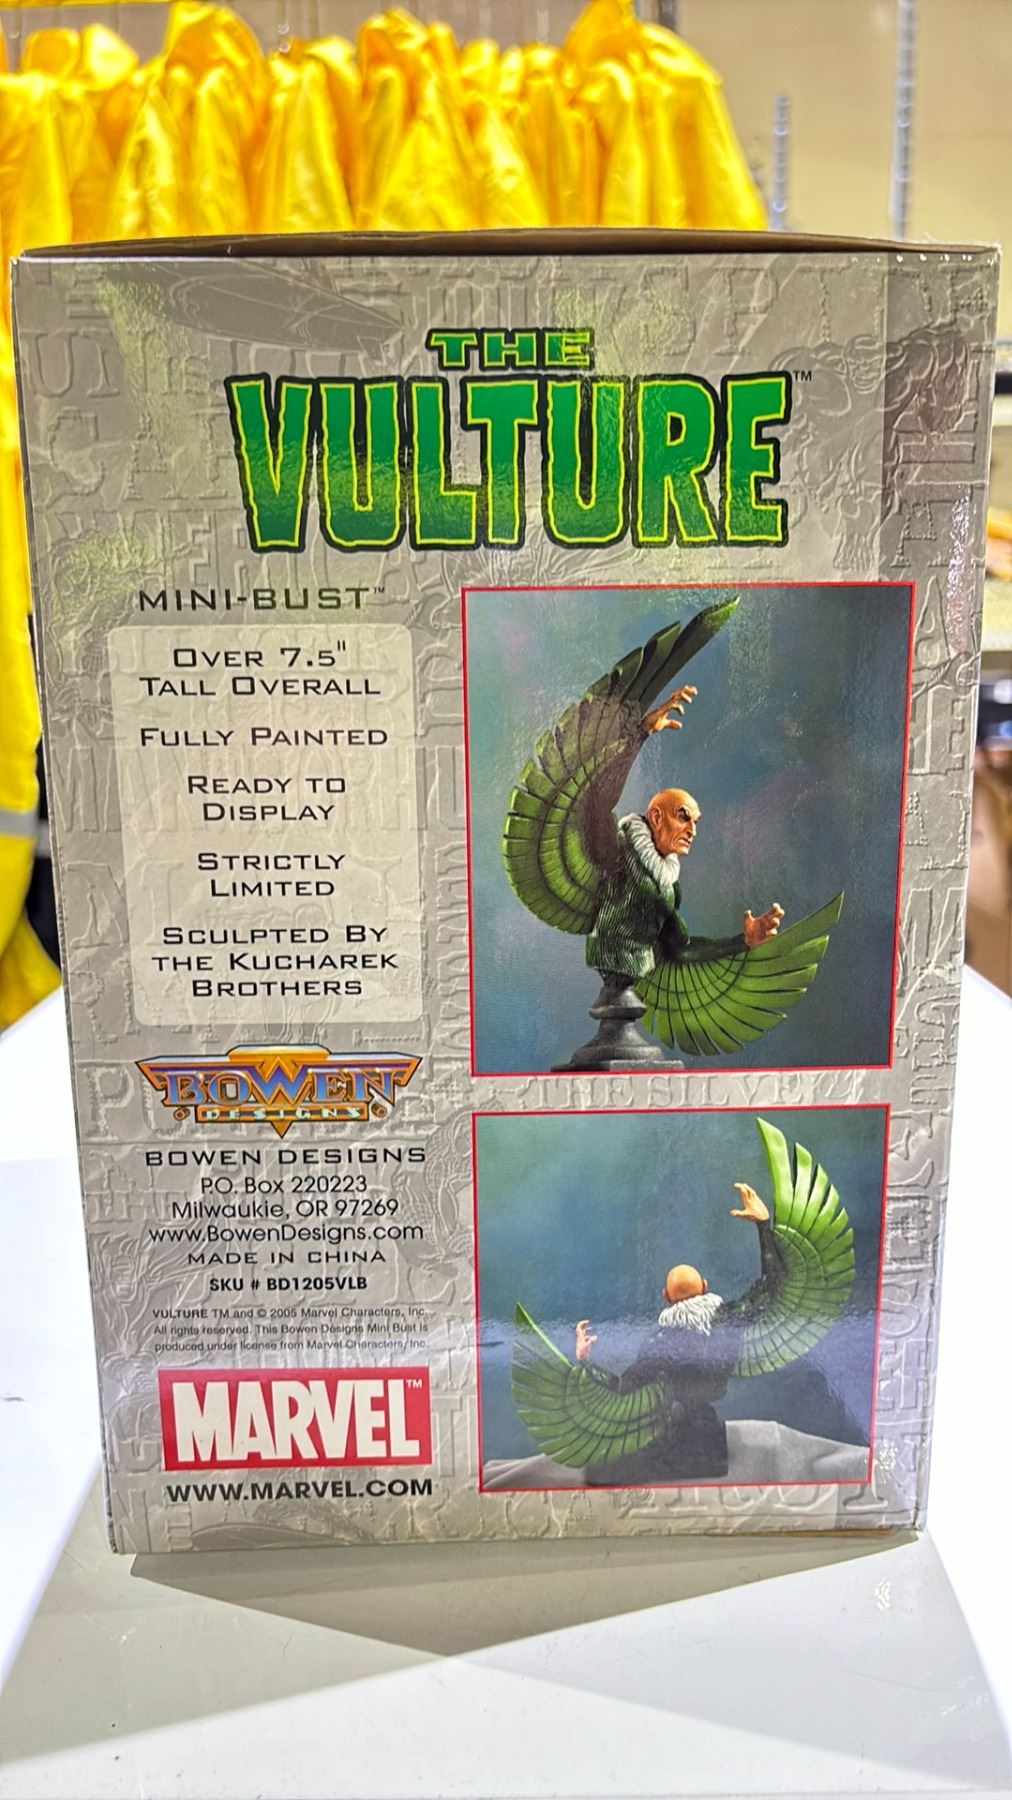 THE
VULTURE™
MINI-BUST™
OVER 7.5"
TALL OVERALL
FULLY PAINTED
READY TO
DISPLAY
STRICTLY
LIMITED
SCULPTED BY
THE KUCHAREK
BROTHERS
BOWEN
DESIGNS
BOWEN DESIGNS
P.O. Box 220223
Milwaukie, OR 97269
www.BowenDesigns.com
MADE IN CHINA
SKU # BD1205VLB
VULTURE TM and © 2005 Marvel Characters, Inc.
All rights reserved. This Bowen Designs Mini Bust is
produced under license from Marvel Characters, Inc.
MARVEL™
WWW.MARVEL.COM
THE SILVER